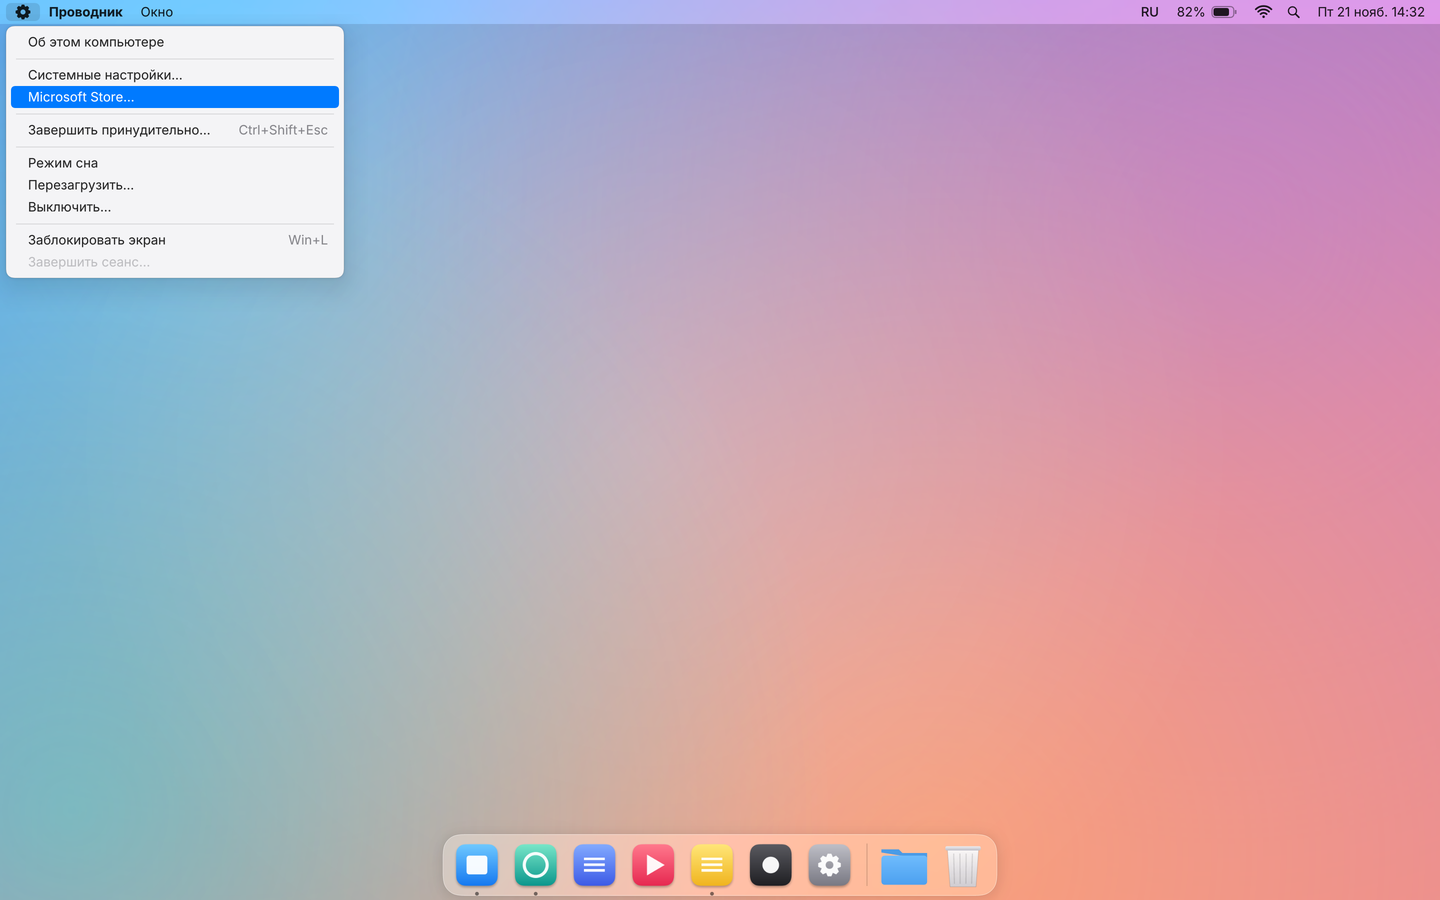 Проводник Окно RU 82% Пт 21 нояб. 14:32
Об этом компьютере
Системные настройки...
Microsoft Store...
Завершить принудительно... Ctrl+Shift+Esc
Режим сна
Перезагрузить...
Выключить...
Заблокировать экран Win+L
Завершить сеанс...